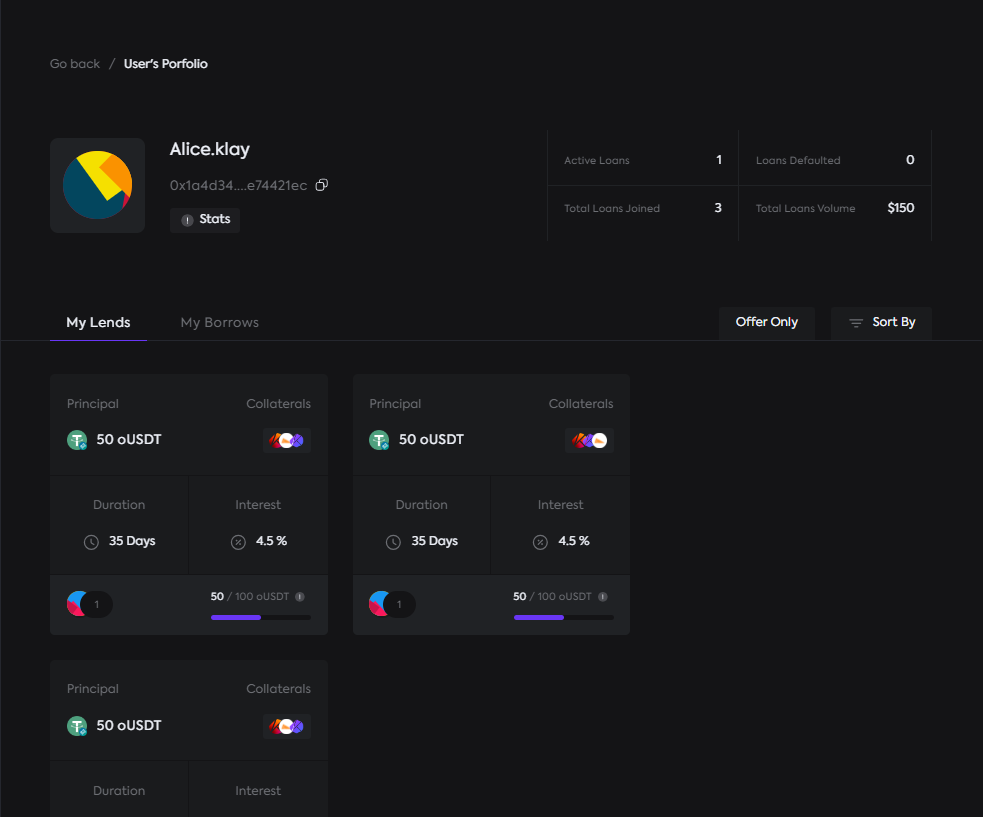 Go back / User's Porfolio
Alice.klay
0x1a4d34....e74421ec
Stats
Active Loans 1
Loans Defaulted 0
Total Loans Joined 3
Total Loans Volume $150
My Lends
My Borrows
Offer Only
Sort By
Principal Collaterals
50 oUSDT
Duration Interest
35 Days 4.5 %
1
50 / 100 oUSDT
Principal Collaterals
50 oUSDT
Duration Interest
35 Days 4.5 %
1
50 / 100 oUSDT
Principal Collaterals
50 oUSDT
Duration Interest